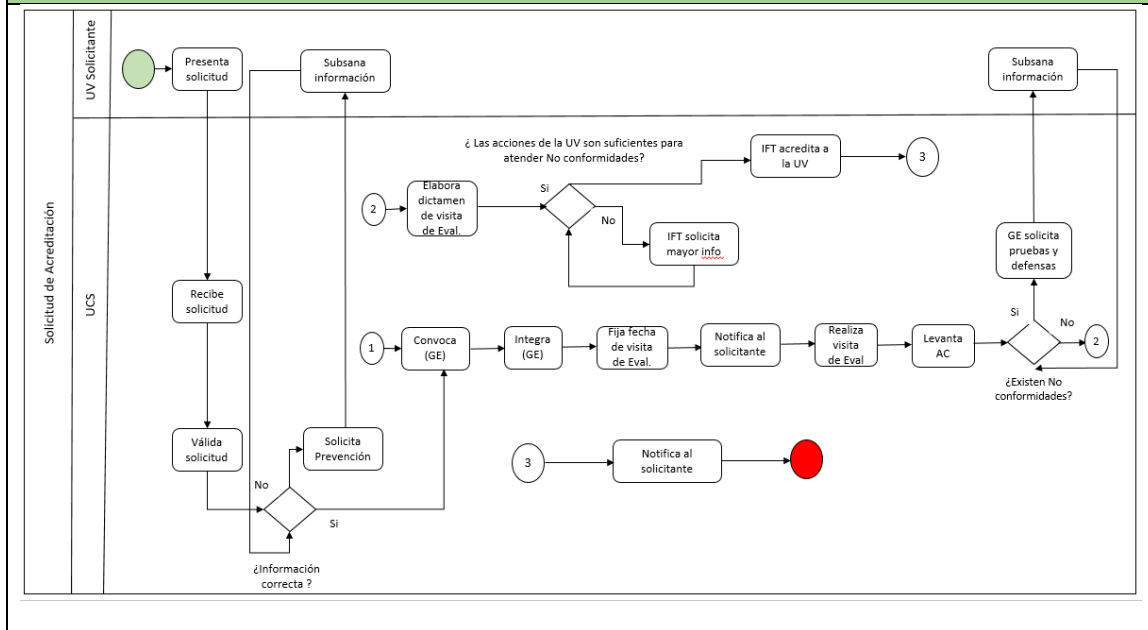 Solicitud de Acreditación
UV Solicitante
UCS
Presenta
solicitud
Subsana
información
Subsana
información
¿ Las acciones de la UV son suficientes para
atender No conformidades?
IFT acredita a
la UV
3
2
Elabora
dictamen
de visita
de Eval.
Si
No
IFT solicita
mayor info
GE solicita
pruebas y
defensas
Recibe
solicitud
1
Convoca
(GE)
Integra
(GE)
Fija fecha
de visita
de Eval.
Notifica al
solicitante
Realiza
visita
de Eval
Levanta
AC
Si
No
2
¿Existen No
conformidades?
Válida
solicitud
Solicita
Prevención
3
Notifica al
solicitante
No
Si
¿Información
correcta ?